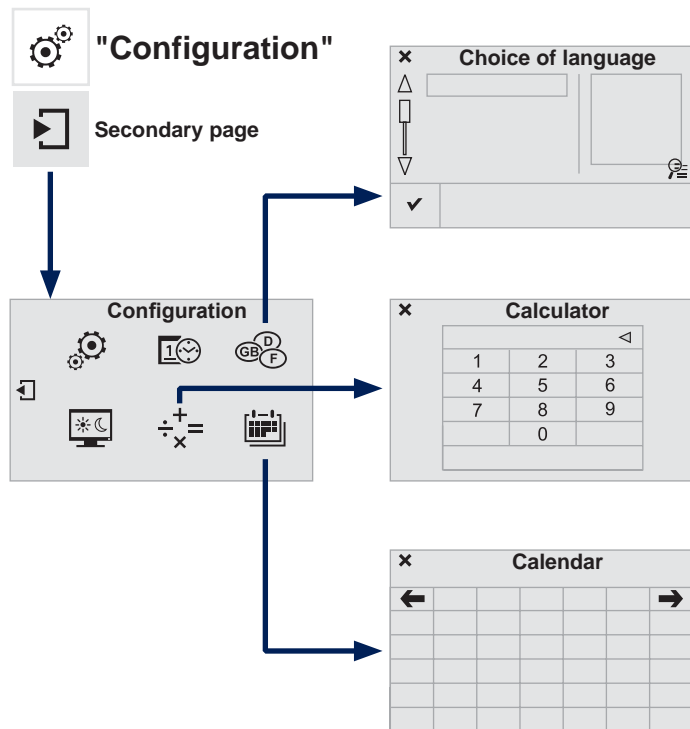 "Configuration"
Secondary page
Choice of language
Configuration
1
GB D F
Calculator
1 2 3
4 5 6
7 8 9
0
Calendar